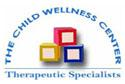 THE CHILD WELLNESS CENTER
Therapeutic Specialists